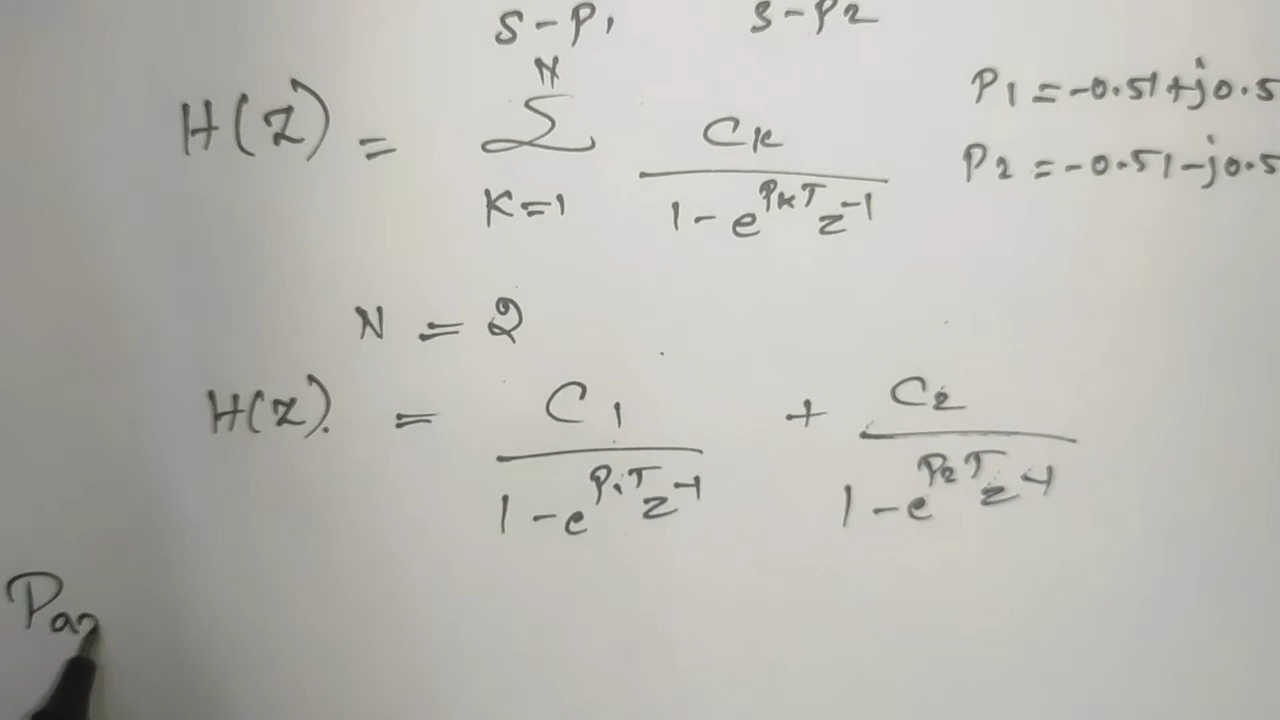 S-P1 S-P2
N
H(Z) = Σ CK P1 = -0.51+j0.5
K=1 1-e^PKT z^-1 P2 = -0.51-j0.5
N = 2
H(Z). = C1 + C2
1-e^P1T z^-1 1-e^P2T z^-1
Pa